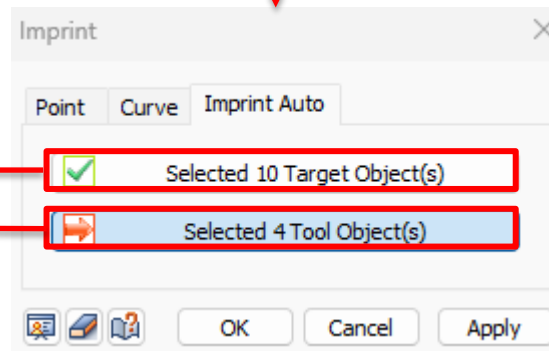 Imprint
Point Curve Imprint Auto
Selected 10 Target Object(s)
Selected 4 Tool Object(s)
OK Cancel Apply